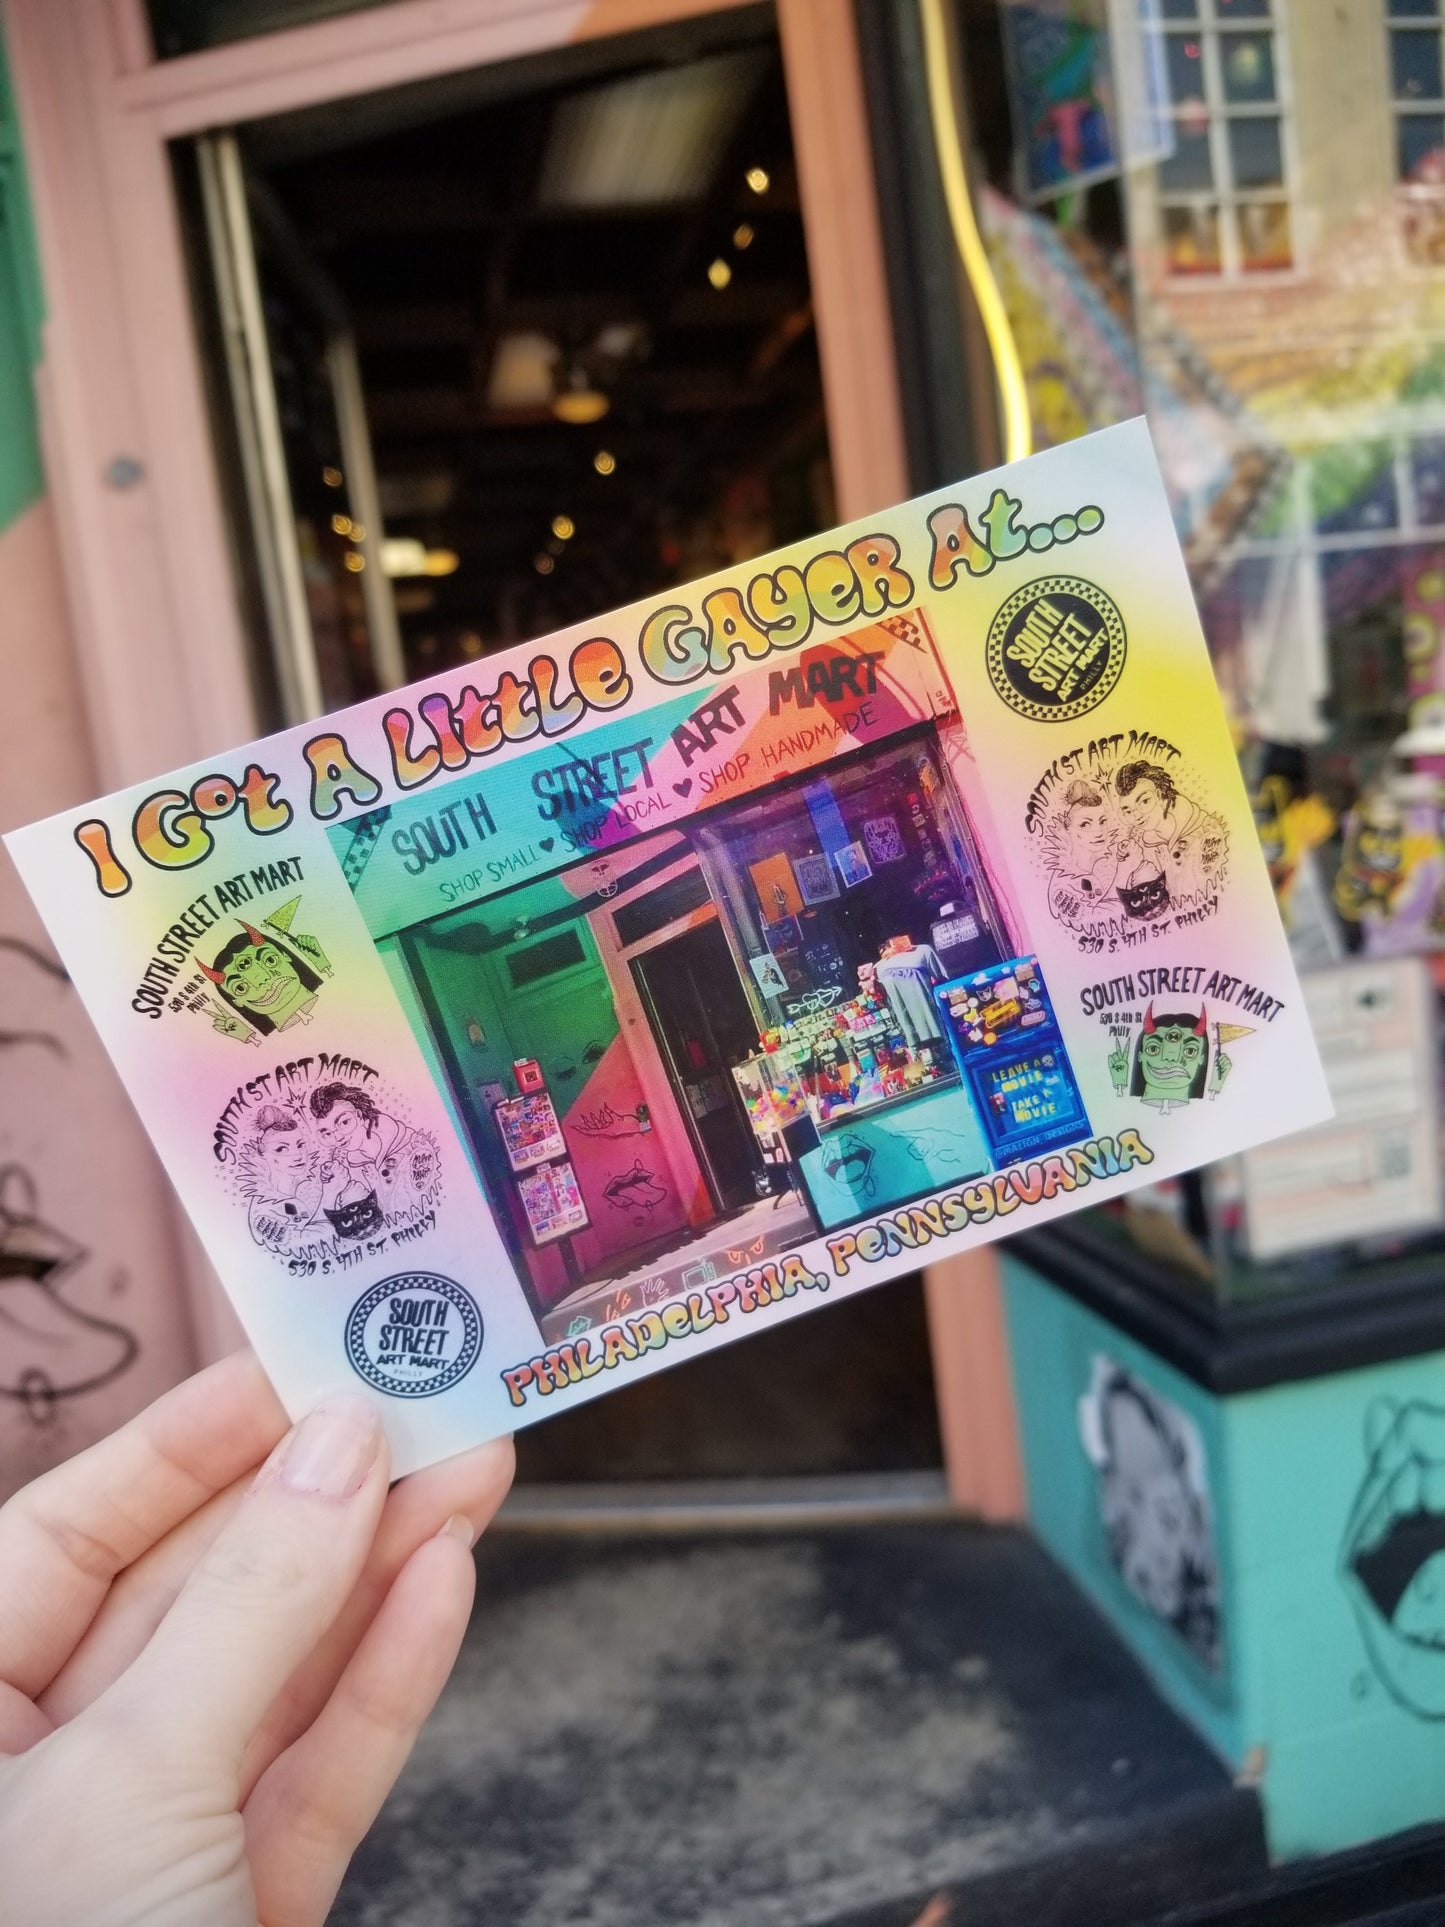 I Got A Little Gayer At...
SOUTH STREET ART MART
SHOP SMALL ♥ SHOP LOCAL ♥ SHOP HANDMADE
SOUTH
STREET
ART MART
PHILLY
SOUTH STREET ART MART
530 S 4th St
Philly
SOUTH ST ART MART
530 S. 4TH ST. PHILLY
SOUTH ST ART MART
530 S. 4TH ST. PHILLY
SOUTH STREET ART MART
530 S 4th St
Philly
LEAVE A
MOVIE
TAKE A
MOVIE
@MALIGN_DESIGNS
SOUTH
STREET
ART MART
PHILLY
PHILADELPHIA, PENNSYLVANIA